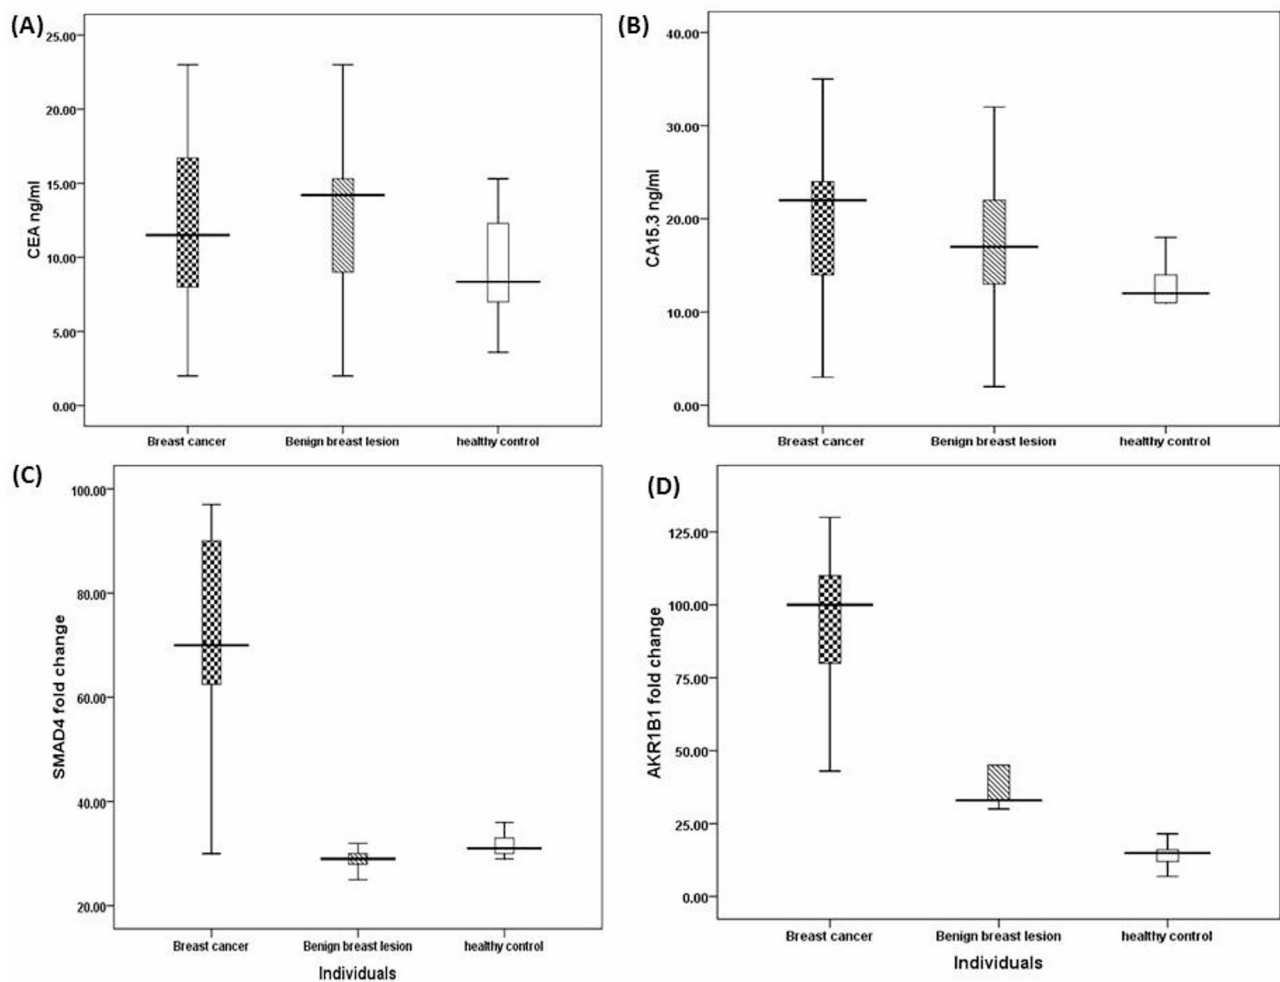 (A)
CEA ng/ml
25.00
20.00
15.00
10.00
5.00
0.00
Breast cancer
Benign breast lesion
healthy control
(B)
CA15.3 ng/ml
40.00
30.00
20.00
10.00
0.00
Breast cancer
Benign breast lesion
healthy control
(C)
SMAD4 fold change
100.00
80.00
60.00
40.00
20.00
Breast cancer
Benign breast lesion
healthy control
Individuals
(D)
AKR1B1 fold change
125.00
100.00
75.00
50.00
25.00
0.00
Breast cancer
Benign breast lesion
healthy control
Individuals